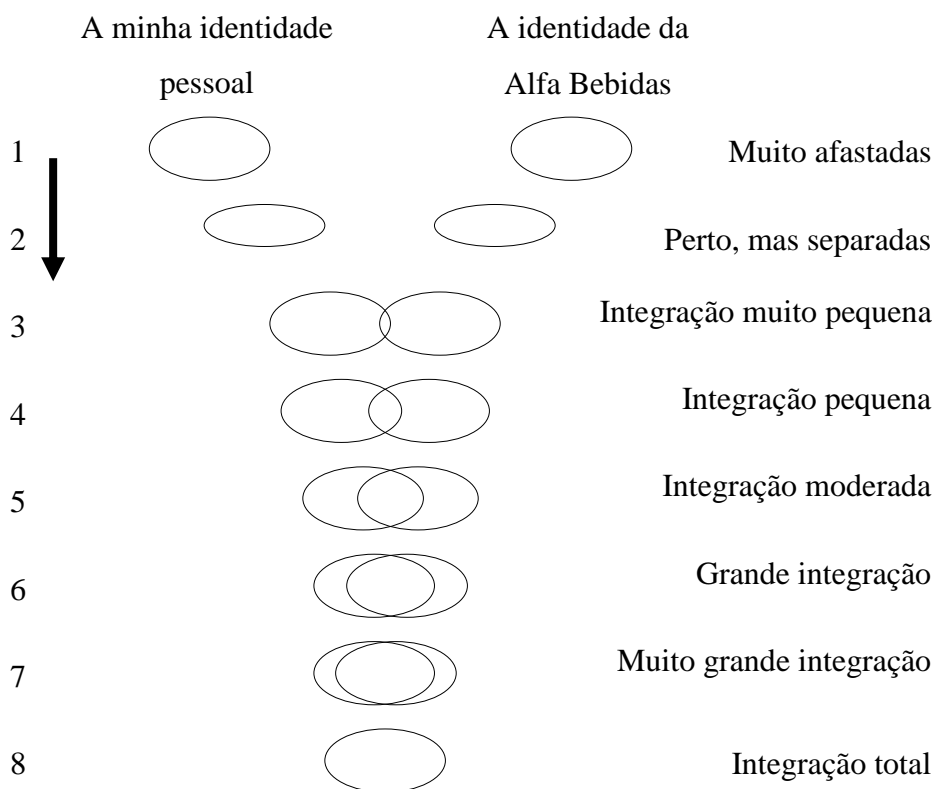 A minha identidade pessoal
A identidade da Alfa Bebidas
1 Muito afastadas
2 Perto, mas separadas
3 Integração muito pequena
4 Integração pequena
5 Integração moderada
6 Grande integração
7 Muito grande integração
8 Integração total